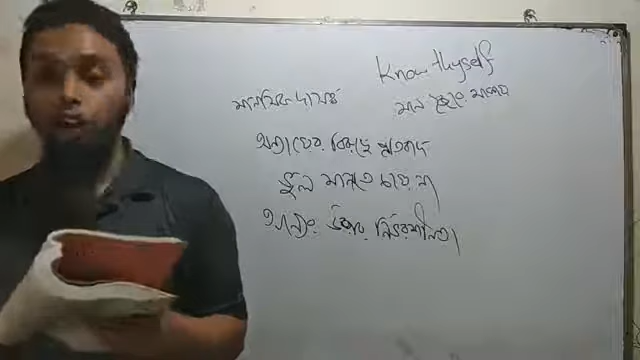 Know thyself
মানসিক দাসত্ব
অন্যায়ের বিরুদ্ধে প্রতিবাদ
ভুল মানতে চায় না
অন্যের উপর নির্ভরশীলতা